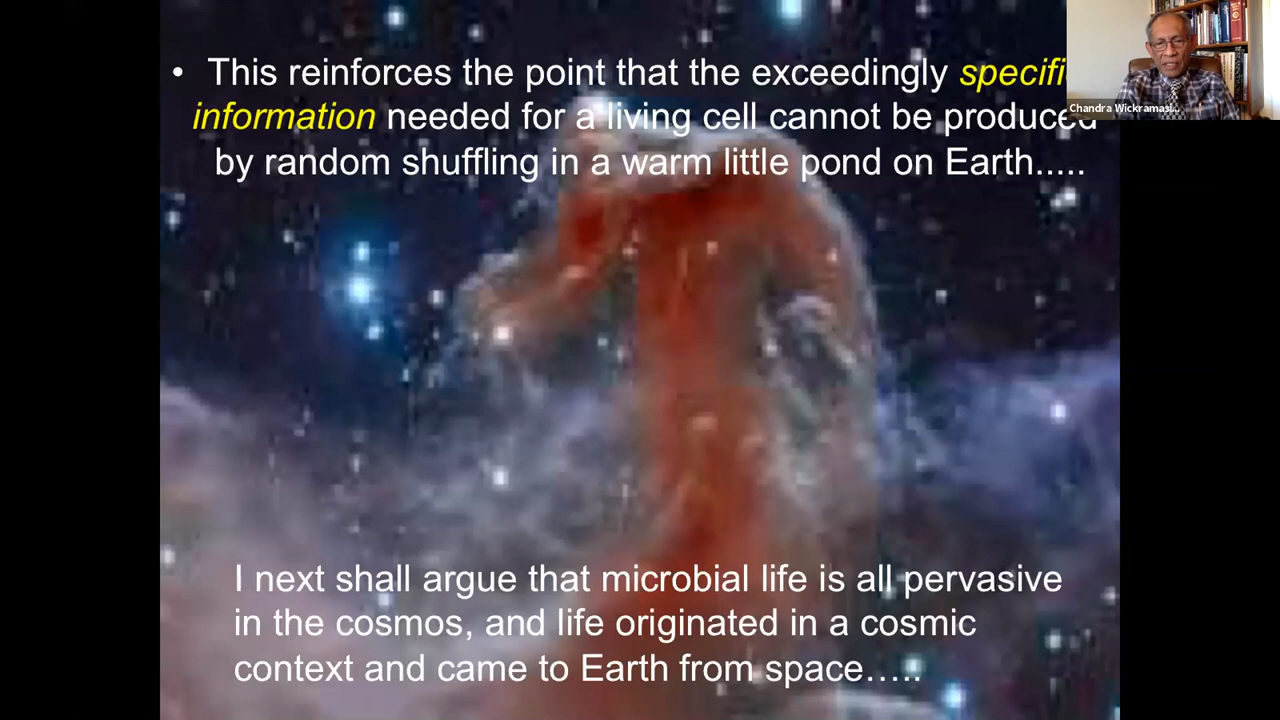 • This reinforces the point that the exceedingly specifi
information needed for a living cell cannot be produced
by random shuffling in a warm little pond on Earth.....
Chandra Wickramasi...
I next shall argue that microbial life is all pervasive
in the cosmos, and life originated in a cosmic
context and came to Earth from space…..